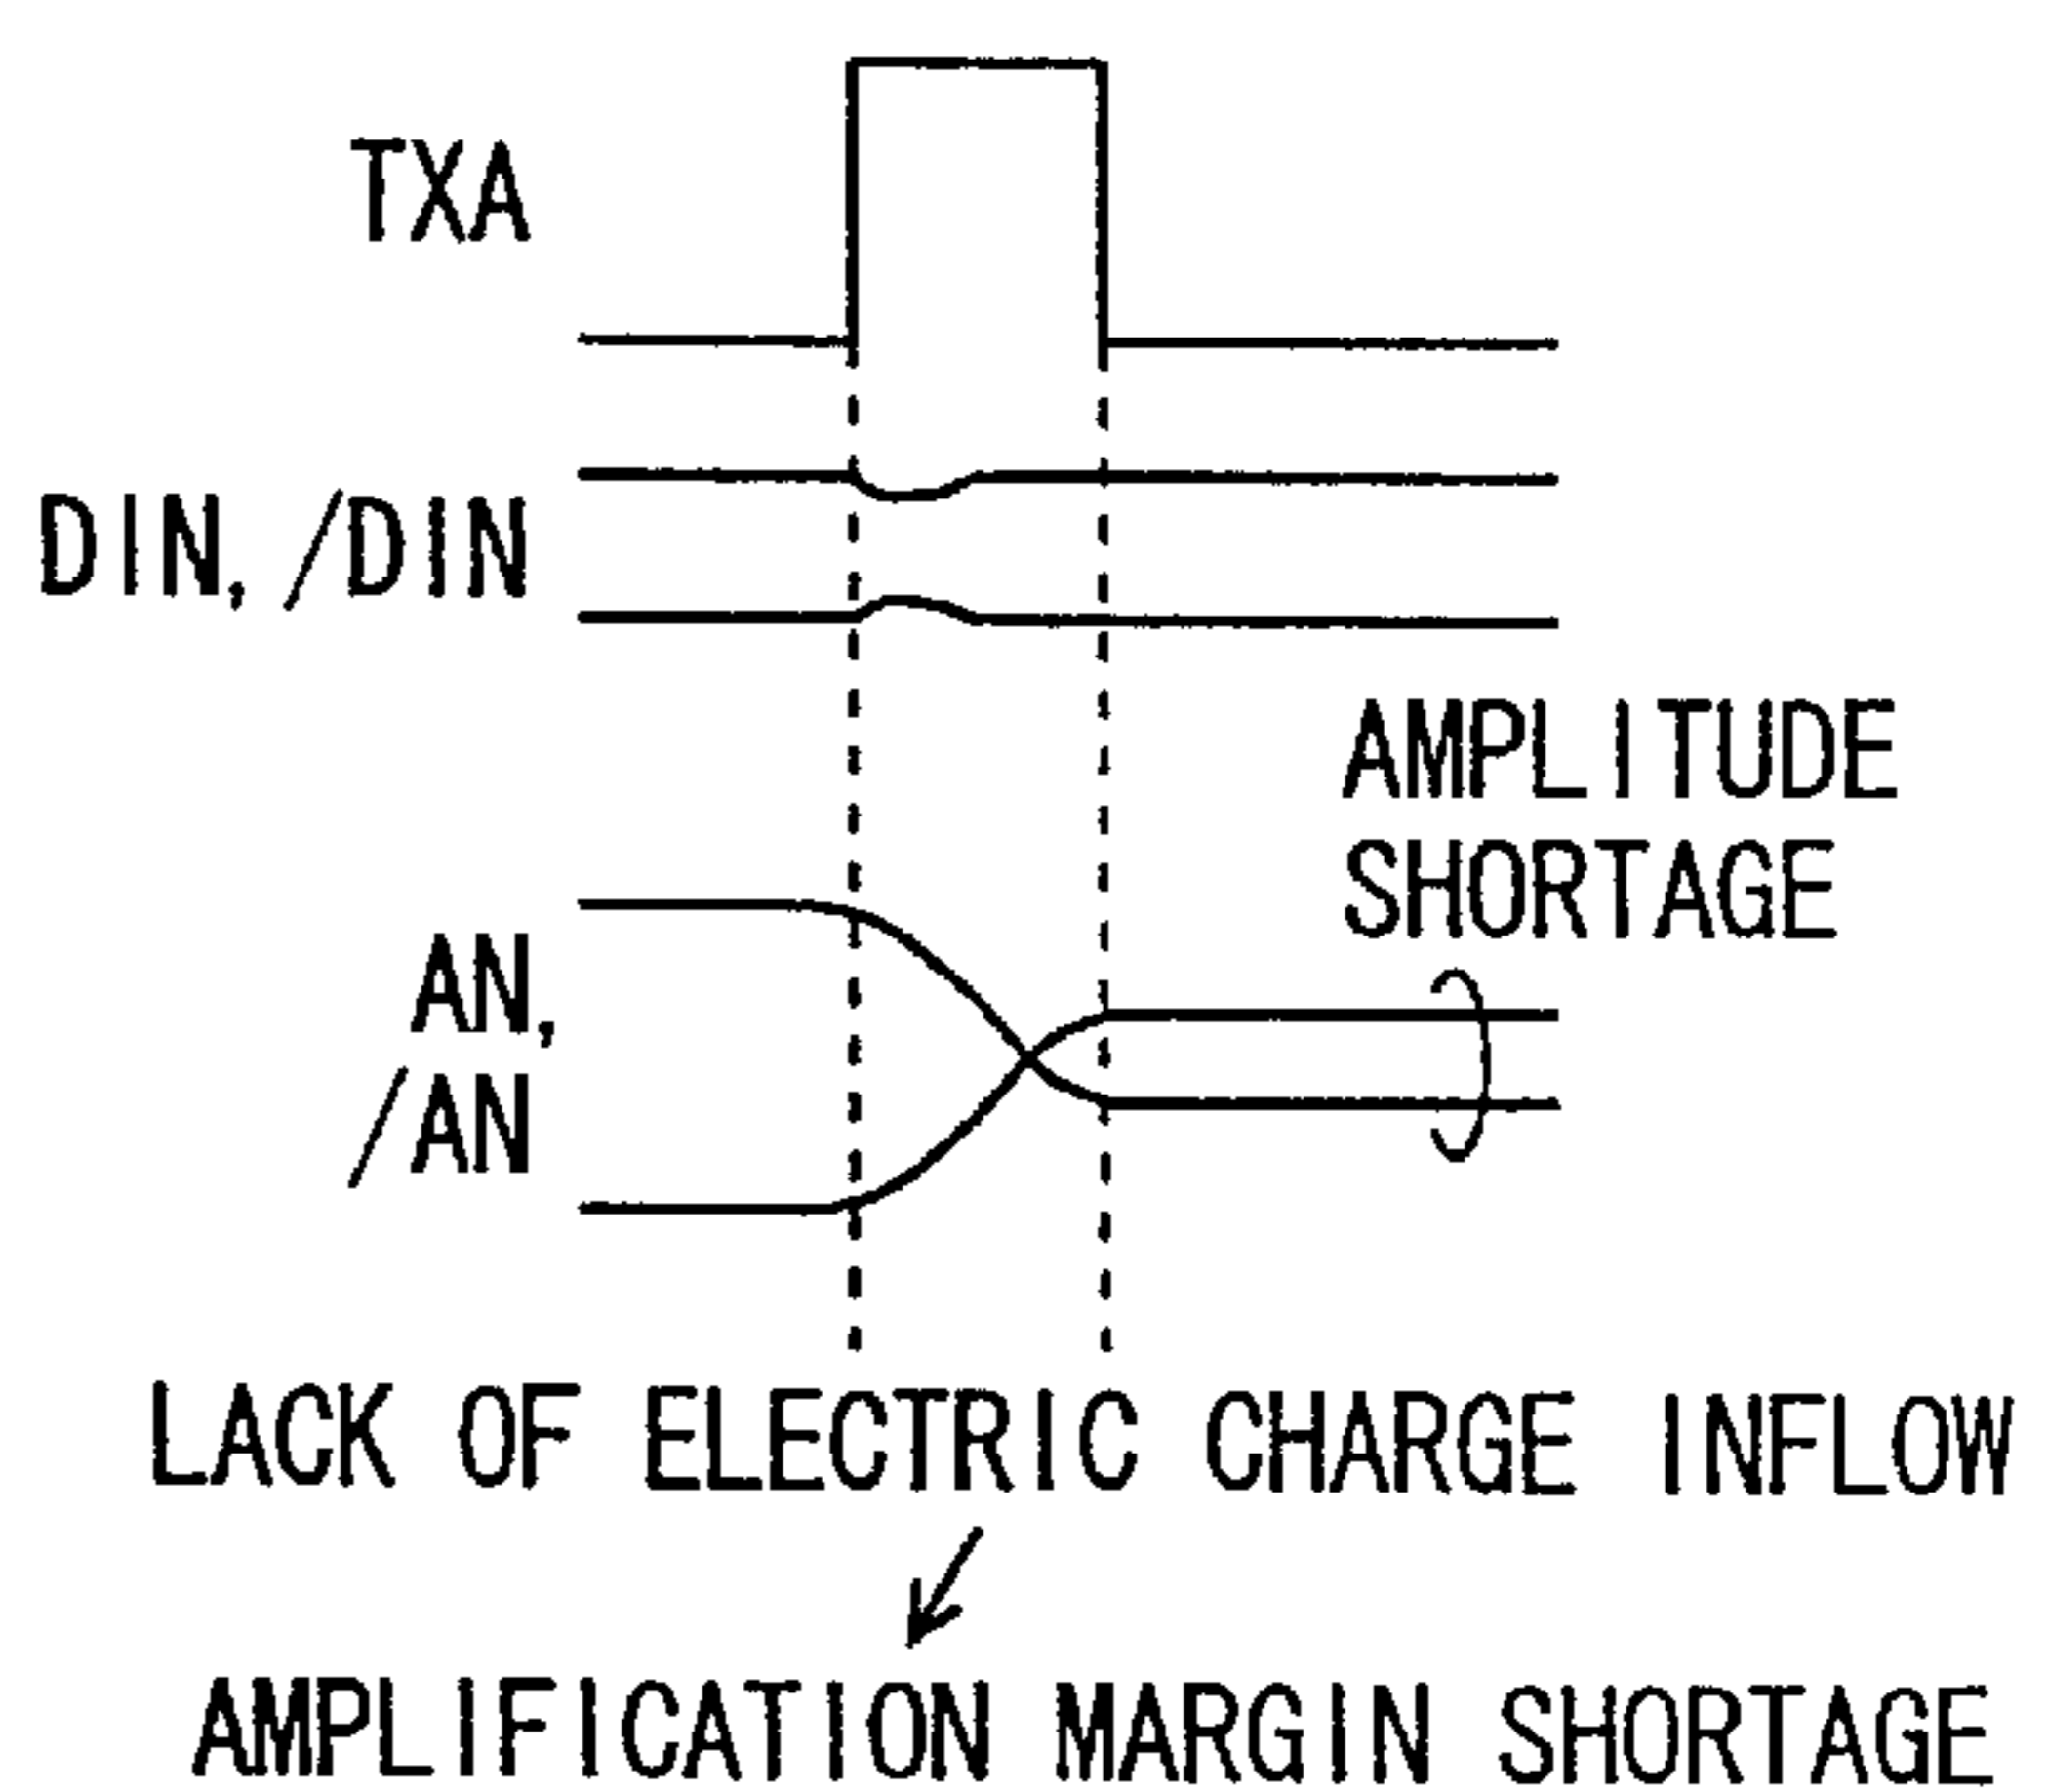 TXA
DIN, /DIN
AMPLITUDE
SHORTAGE
AN,
/AN
LACK OF ELECTRIC CHARGE INFLOW
AMPLIFICATION MARGIN SHORTAGE